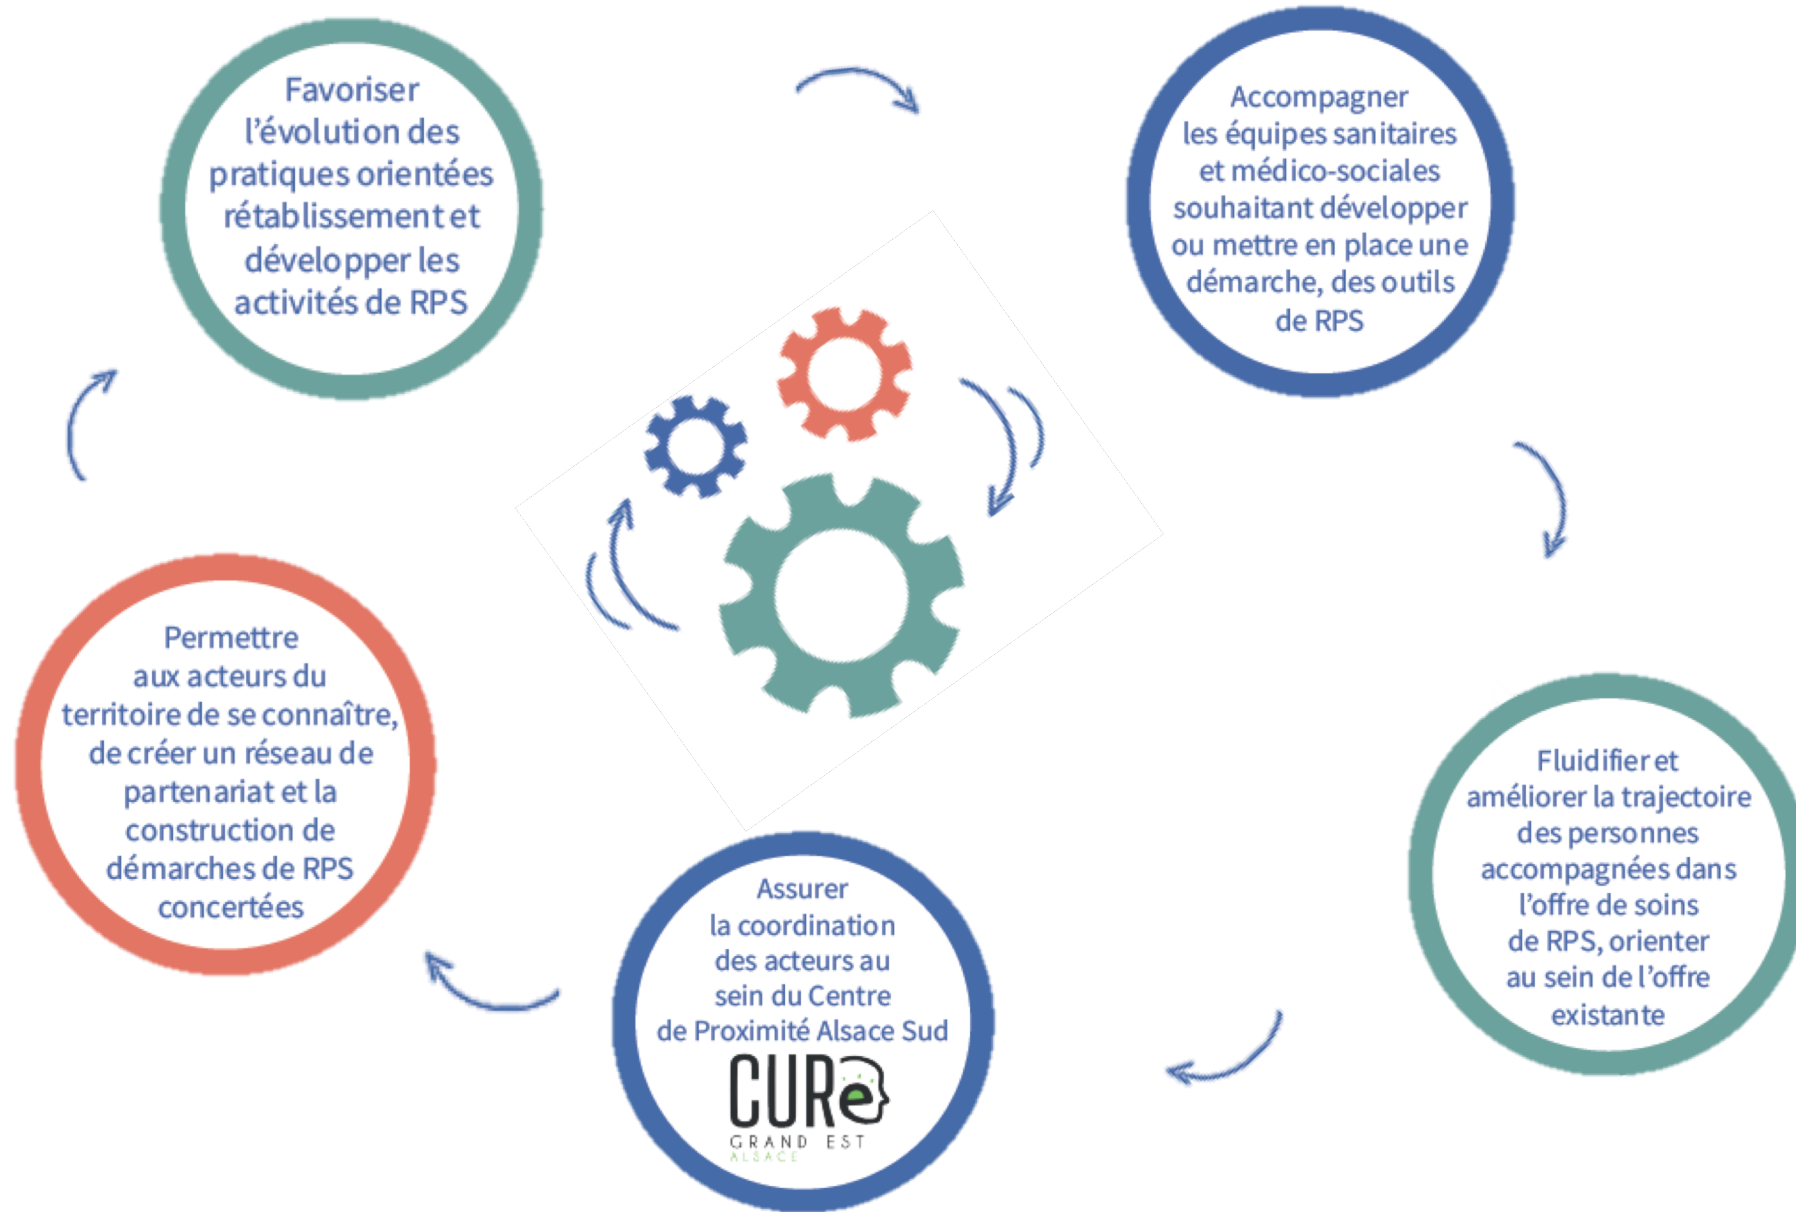 Favoriser
l'évolution des
pratiques orientées
rétablissement et
développer les
activités de RPS
Accompagner
les équipes sanitaires
et médico-sociales
souhaitant développer
ou mettre en place une
démarche, des outils
de RPS
Fluidifier et
améliorer la trajectoire
des personnes
accompagnées dans
l'offre de soins
de RPS, orienter
au sein de l'offre
existante
Assurer
la coordination
des acteurs au
sein du Centre
de Proximité Alsace Sud
CURe
GRAND EST
ALSACE
Permettre
aux acteurs du
territoire de se connaître,
de créer un réseau de
partenariat et la
construction de
démarches de RPS
concertées